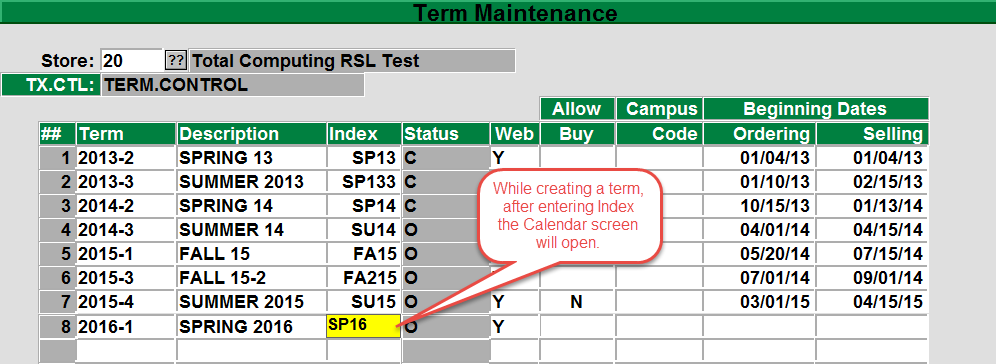 Term Maintenance
Store: 20 ?? Total Computing RSL Test
TX.CTL: TERM.CONTROL
Allow Campus Beginning Dates
## Term Description Index Status Web Buy Code Ordering Selling
1 2013-2 SPRING 13 SP13 C Y 01/04/13 01/04/13
2 2013-3 SUMMER 2013 SP133 C 01/10/13 02/15/13
3 2014-2 SPRING 14 SP14 C 10/15/13 01/13/14
4 2014-3 SUMMER 14 SU14 O 04/01/14 04/15/14
5 2015-1 FALL 15 FA15 O 05/20/14 07/15/14
6 2015-3 FALL 15-2 FA215 O 07/01/14 09/01/14
7 2015-4 SUMMER 2015 SU15 O Y N 03/01/15 04/15/15
8 2016-1 SPRING 2016 SP16 O Y
While creating a term,
after entering Index
the Calendar screen
will open.